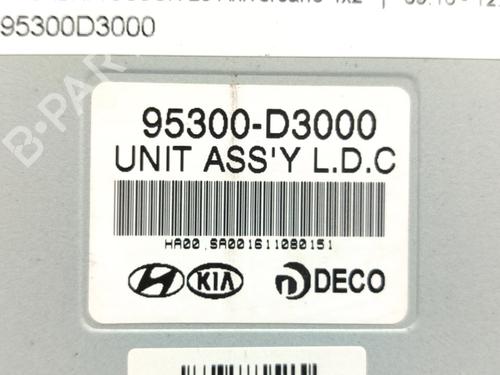 95300D3000
95300-D3000
UNIT ASS'Y L.D.C
HA00 .SA001611080151
KIA DECO